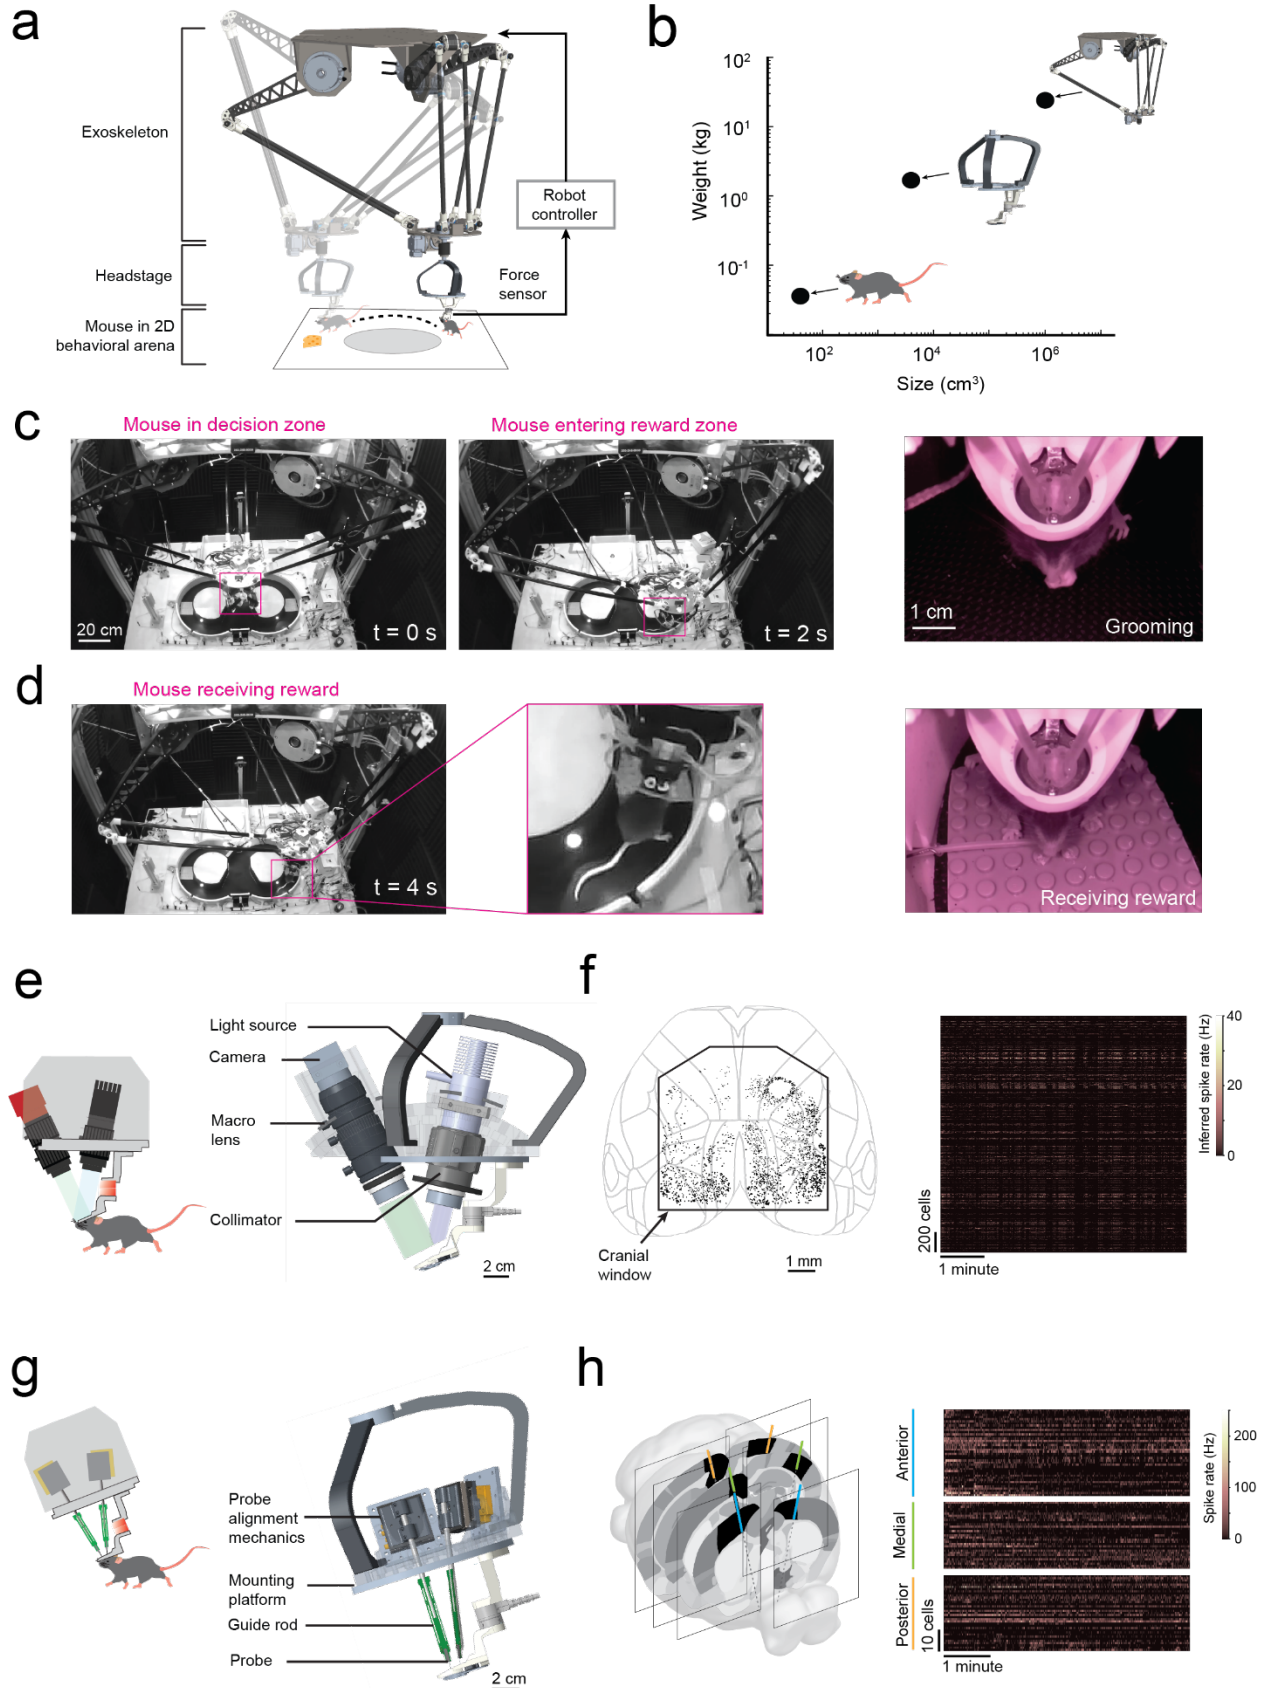 a
Exoskeleton
Headstage
Mouse in 2D
behavioral arena
Robot
controller
Force
sensor
b
Weight (kg)
10²
10¹
10⁰
10⁻¹
10²
10⁴
10⁶
Size (cm³)
c
Mouse in decision zone
20 cm
t = 0 s
Mouse entering reward zone
t = 2 s
1 cm
Grooming
d
Mouse receiving reward
t = 4 s
Receiving reward
e
Light source
Camera
Macro
lens
Collimator
2 cm
f
Cranial
window
1 mm
200 cells
1 minute
Inferred spike rate (Hz)
40
20
0
g
Probe
alignment
mechanics
Mounting
platform
Guide rod
Probe
2 cm
h
Anterior
Medial
Posterior
10 cells
1 minute
Spike rate (Hz)
200
100
0